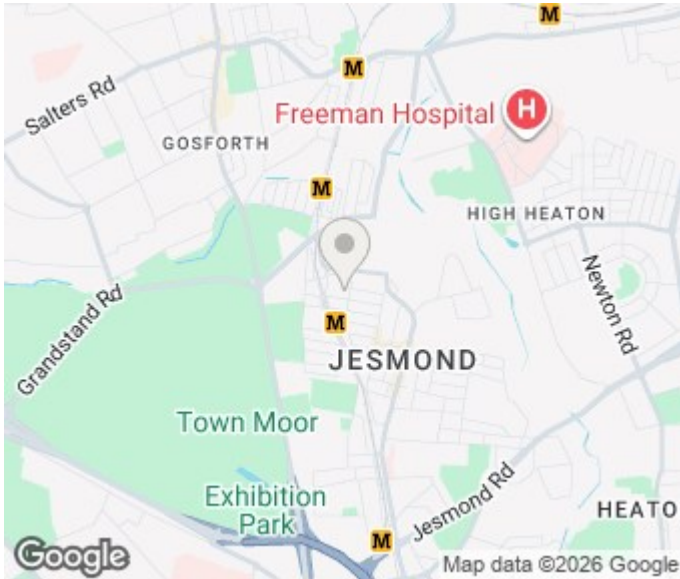 M
M
Salters Rd
Freeman Hospital
H
GOSFORTH
M
HIGH HEATON
Newton Rd
Grandstand Rd
M
JESMOND
Town Moor
Exhibition
Park
Jesmond Rd
HEATO
M
Google
Map data ©2026 Google